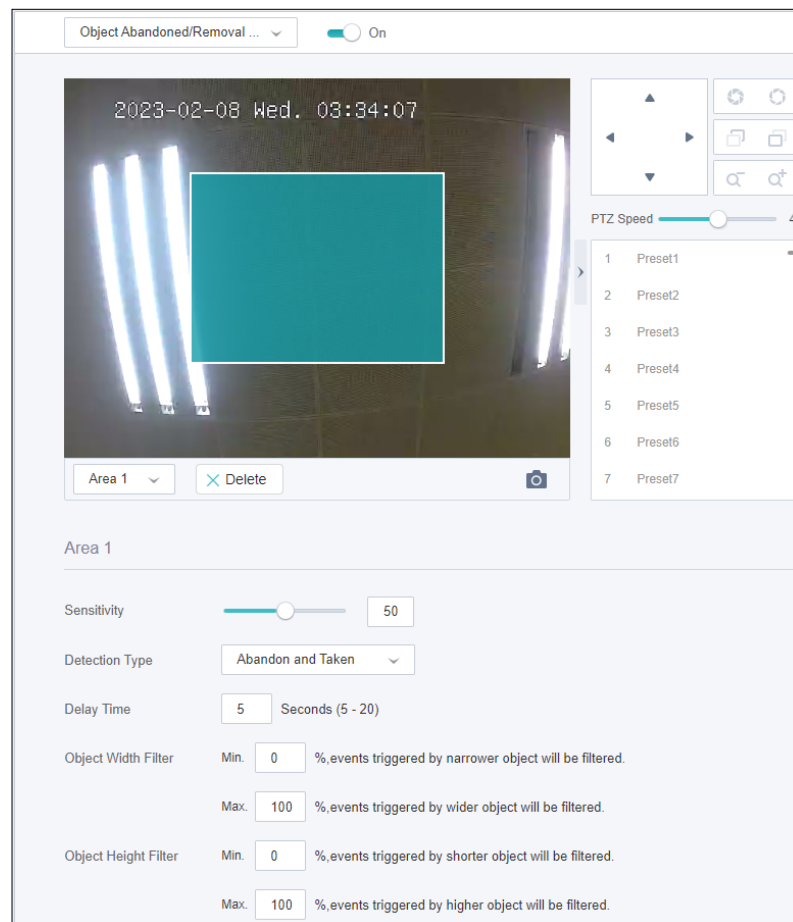 Object Abandoned/Removal ...
On
2023-02-08 Wed. 03:34:07
PTZ Speed
4
1 Preset1
2 Preset2
3 Preset3
4 Preset4
5 Preset5
6 Preset6
7 Preset7
Area 1
Delete
Area 1
Sensitivity 50
Detection Type Abandon and Taken
Delay Time 5 Seconds (5 - 20)
Object Width Filter Min. 0 %,events triggered by narrower object will be filtered.
Max. 100 %,events triggered by wider object will be filtered.
Object Height Filter Min. 0 %,events triggered by shorter object will be filtered.
Max. 100 %,events triggered by higher object will be filtered.